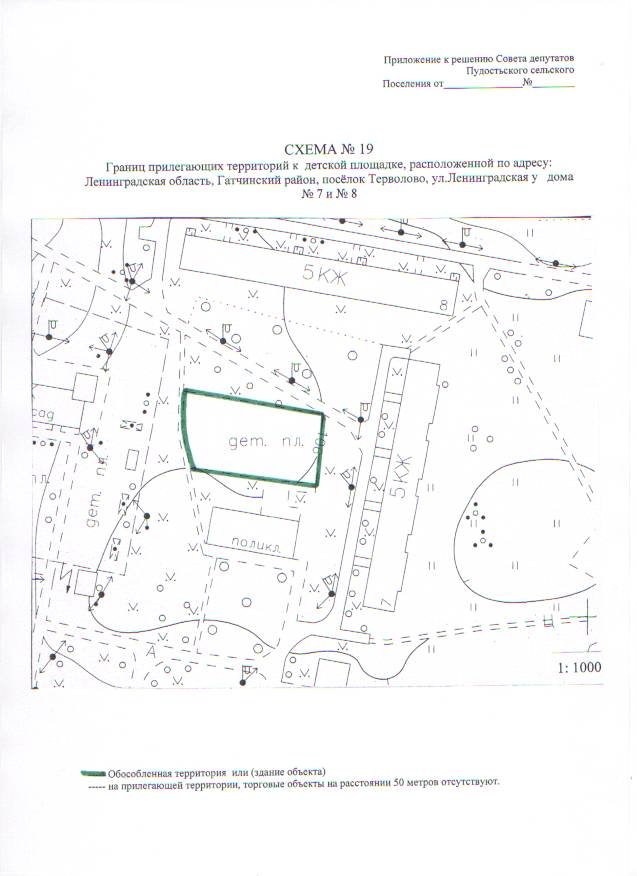 Приложение к решению Совета депутатов
Пудостьского сельского
Поселения от_______________№________
СХЕМА № 19
Границ прилегающих территорий к детской площадке, расположенной по адресу:
Ленинградская область, Гатчинский район, посёлок Терволово, ул.Ленинградская у дома
№ 7 и № 8
5КЖ
8
сад
дет. пл.
дет. пл.
5КЖ
пл.
поликл.
7
А
1: 1000
Обособленная территория или (здание объекта)
----- на прилегающей территории, торговые объекты на расстоянии 50 метров отсутствуют.